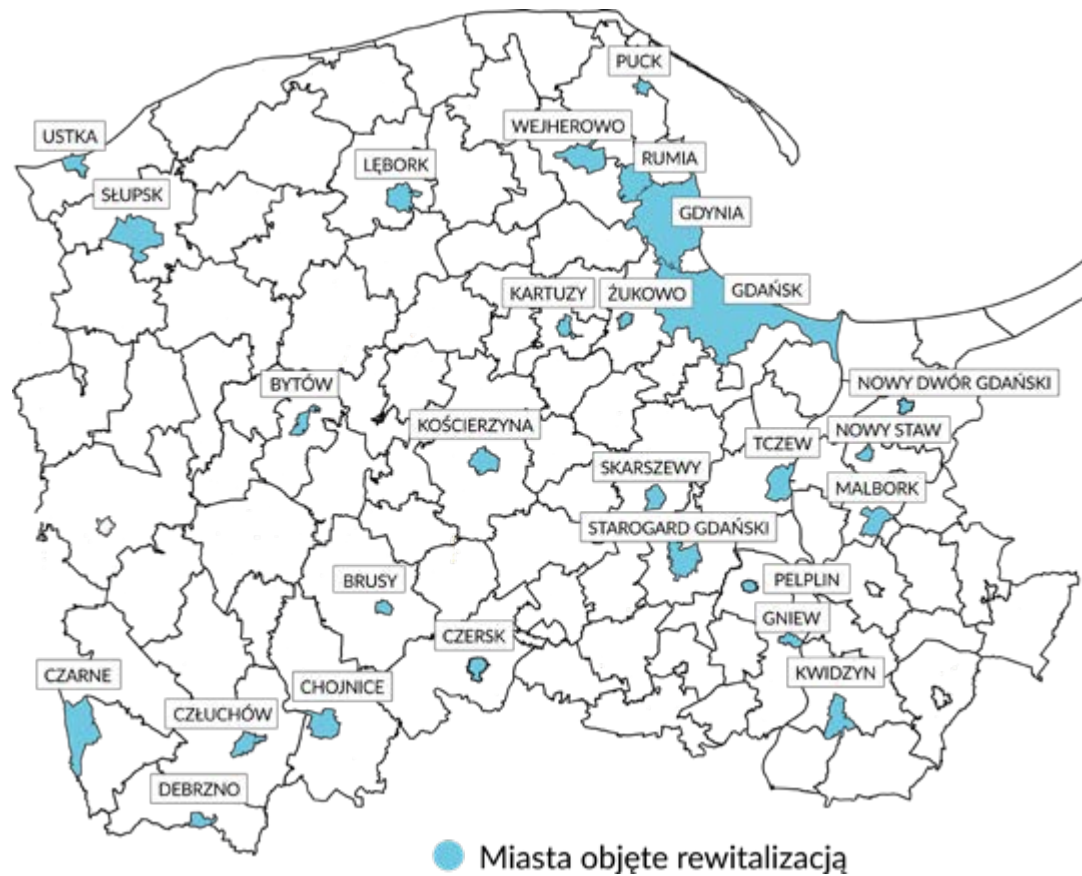 PUCK
WEJHEROWO
USTKA
LĘBORK
RUMIA
SŁUPSK
GDYNIA
KARTUZY
ŻUKOWO
GDAŃSK
BYTÓW
NOWY DWÓR GDAŃSKI
KOŚCIERZYNA
NOWY STAW
TCZEW
SKARSZEWY
MALBORK
STAROGARD GDAŃSKI
BRUSY
PELPLIN
GNIEW
CZERSK
CZARNE
KWIDZYN
CHOJNICE
CZŁUCHÓW
DEBRZNO
Miasta objęte rewitalizacją